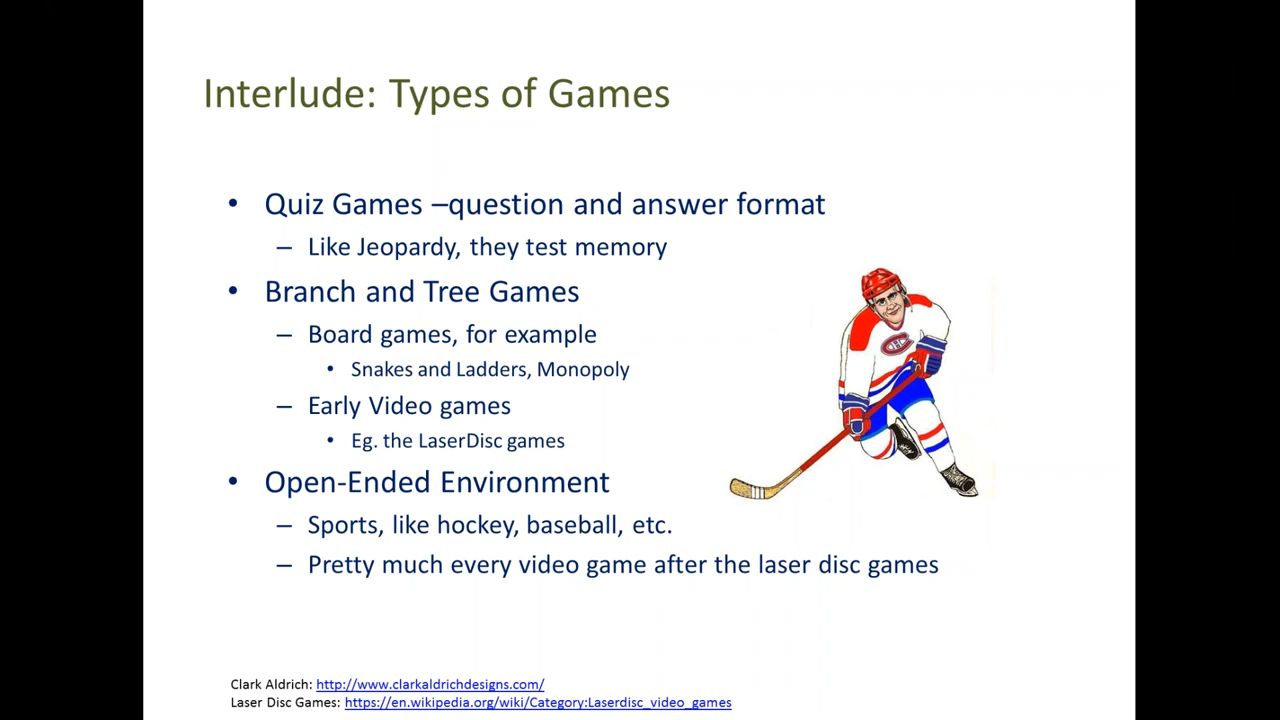 Interlude: Types of Games
• Quiz Games –question and answer format
– Like Jeopardy, they test memory
• Branch and Tree Games
– Board games, for example
• Snakes and Ladders, Monopoly
– Early Video games
• Eg. the LaserDisc games
• Open-Ended Environment
– Sports, like hockey, baseball, etc.
– Pretty much every video game after the laser disc games
Clark Aldrich: http://www.clarkaldrichdesigns.com/
Laser Disc Games: https://en.wikipedia.org/wiki/Category:Laserdisc_video_games